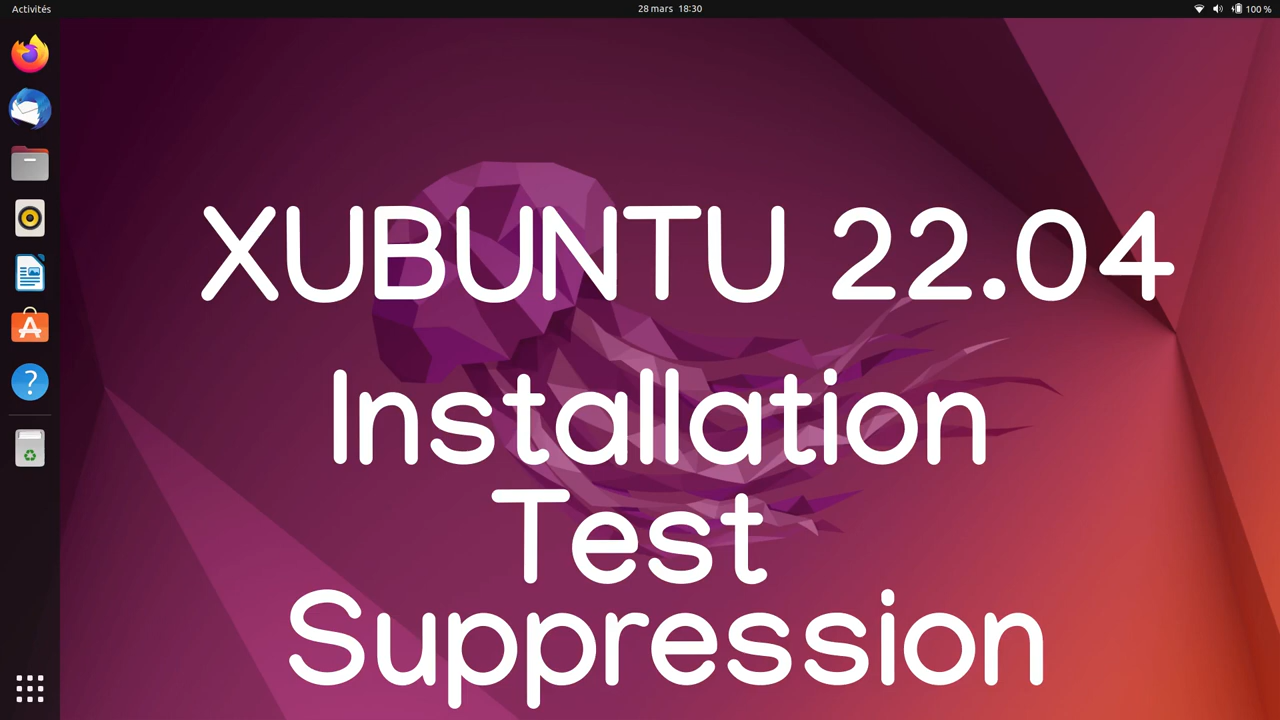 Activités
28 mars 18:30
100 %
XUBUNTU 22.04
Installation
Test
Suppression